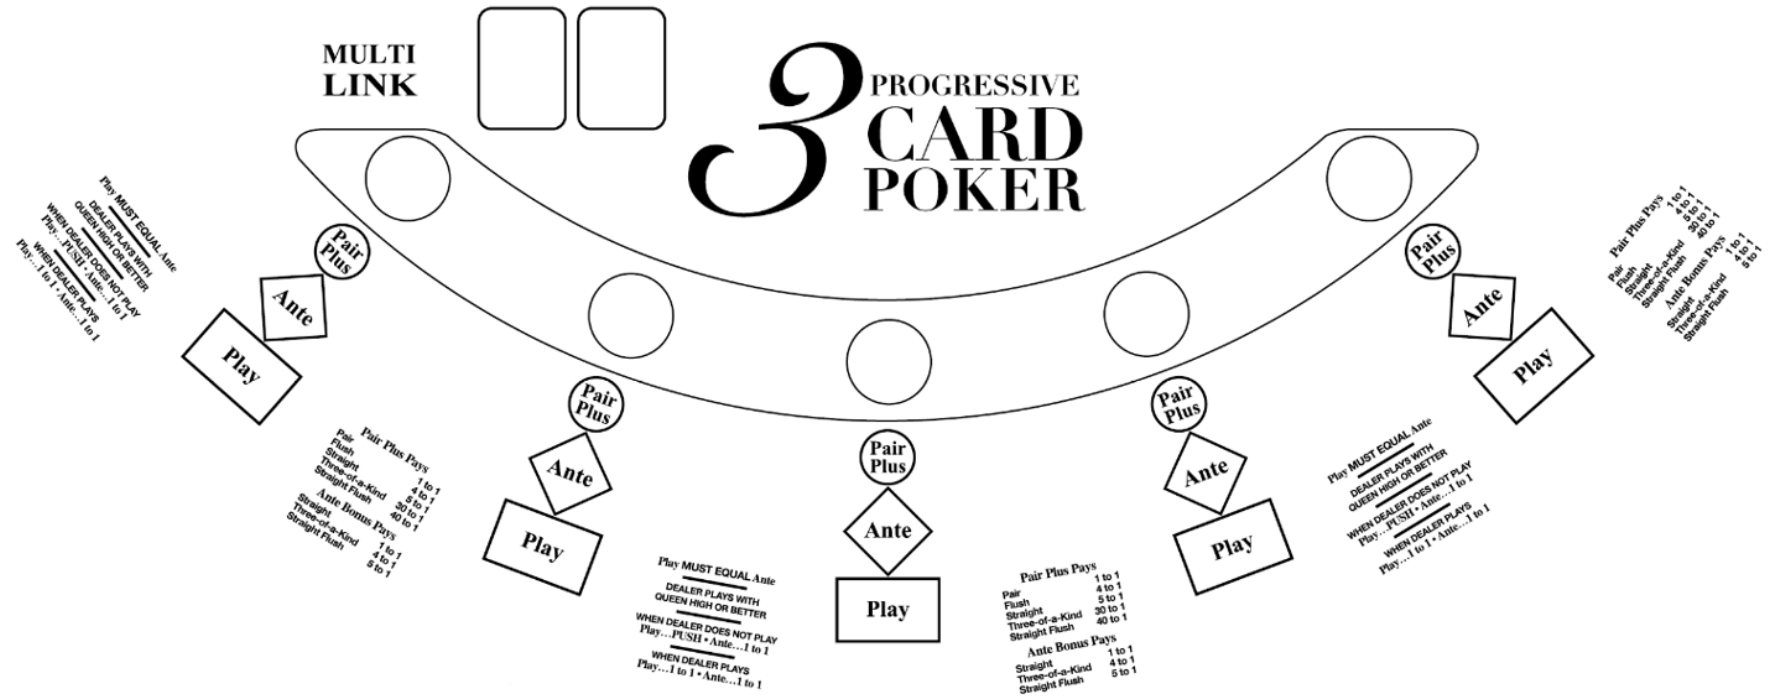 MULTI
LINK
3 PROGRESSIVE
CARD
POKER
Play MUST EQUAL Ante
DEALER PLAYS WITH
QUEEN HIGH OR BETTER
WHEN DEALER DOES NOT PLAY
Play...PUSH • Ante...1 to 1
WHEN DEALER PLAYS
Play...1 to 1 • Ante...1 to 1
Pair
Plus
Ante
Play
Pair Plus Pays
Pair 1 to 1
Flush 4 to 1
Straight 5 to 1
Three-of-a-Kind 30 to 1
Straight Flush 40 to 1
Ante Bonus Pays
Straight 1 to 1
Three-of-a-Kind 4 to 1
Straight Flush 5 to 1
Pair
Plus
Ante
Play
Play MUST EQUAL Ante
DEALER PLAYS WITH
QUEEN HIGH OR BETTER
WHEN DEALER DOES NOT PLAY
Play...PUSH • Ante...1 to 1
WHEN DEALER PLAYS
Play...1 to 1 • Ante...1 to 1
Pair
Plus
Ante
Play
Pair Plus Pays
Pair 1 to 1
Flush 4 to 1
Straight 5 to 1
Three-of-a-Kind 30 to 1
Straight Flush 40 to 1
Ante Bonus Pays
Straight 1 to 1
Three-of-a-Kind 4 to 1
Straight Flush 5 to 1
Pair
Plus
Ante
Play
Play MUST EQUAL Ante
DEALER PLAYS WITH
QUEEN HIGH OR BETTER
WHEN DEALER DOES NOT PLAY
Play...PUSH • Ante...1 to 1
WHEN DEALER PLAYS
Play...1 to 1 • Ante...1 to 1
Pair
Plus
Ante
Play
Pair Plus Pays
Pair 1 to 1
Flush 4 to 1
Straight 5 to 1
Three-of-a-Kind 30 to 1
Straight Flush 40 to 1
Ante Bonus Pays
Straight 1 to 1
Three-of-a-Kind 4 to 1
Straight Flush 5 to 1